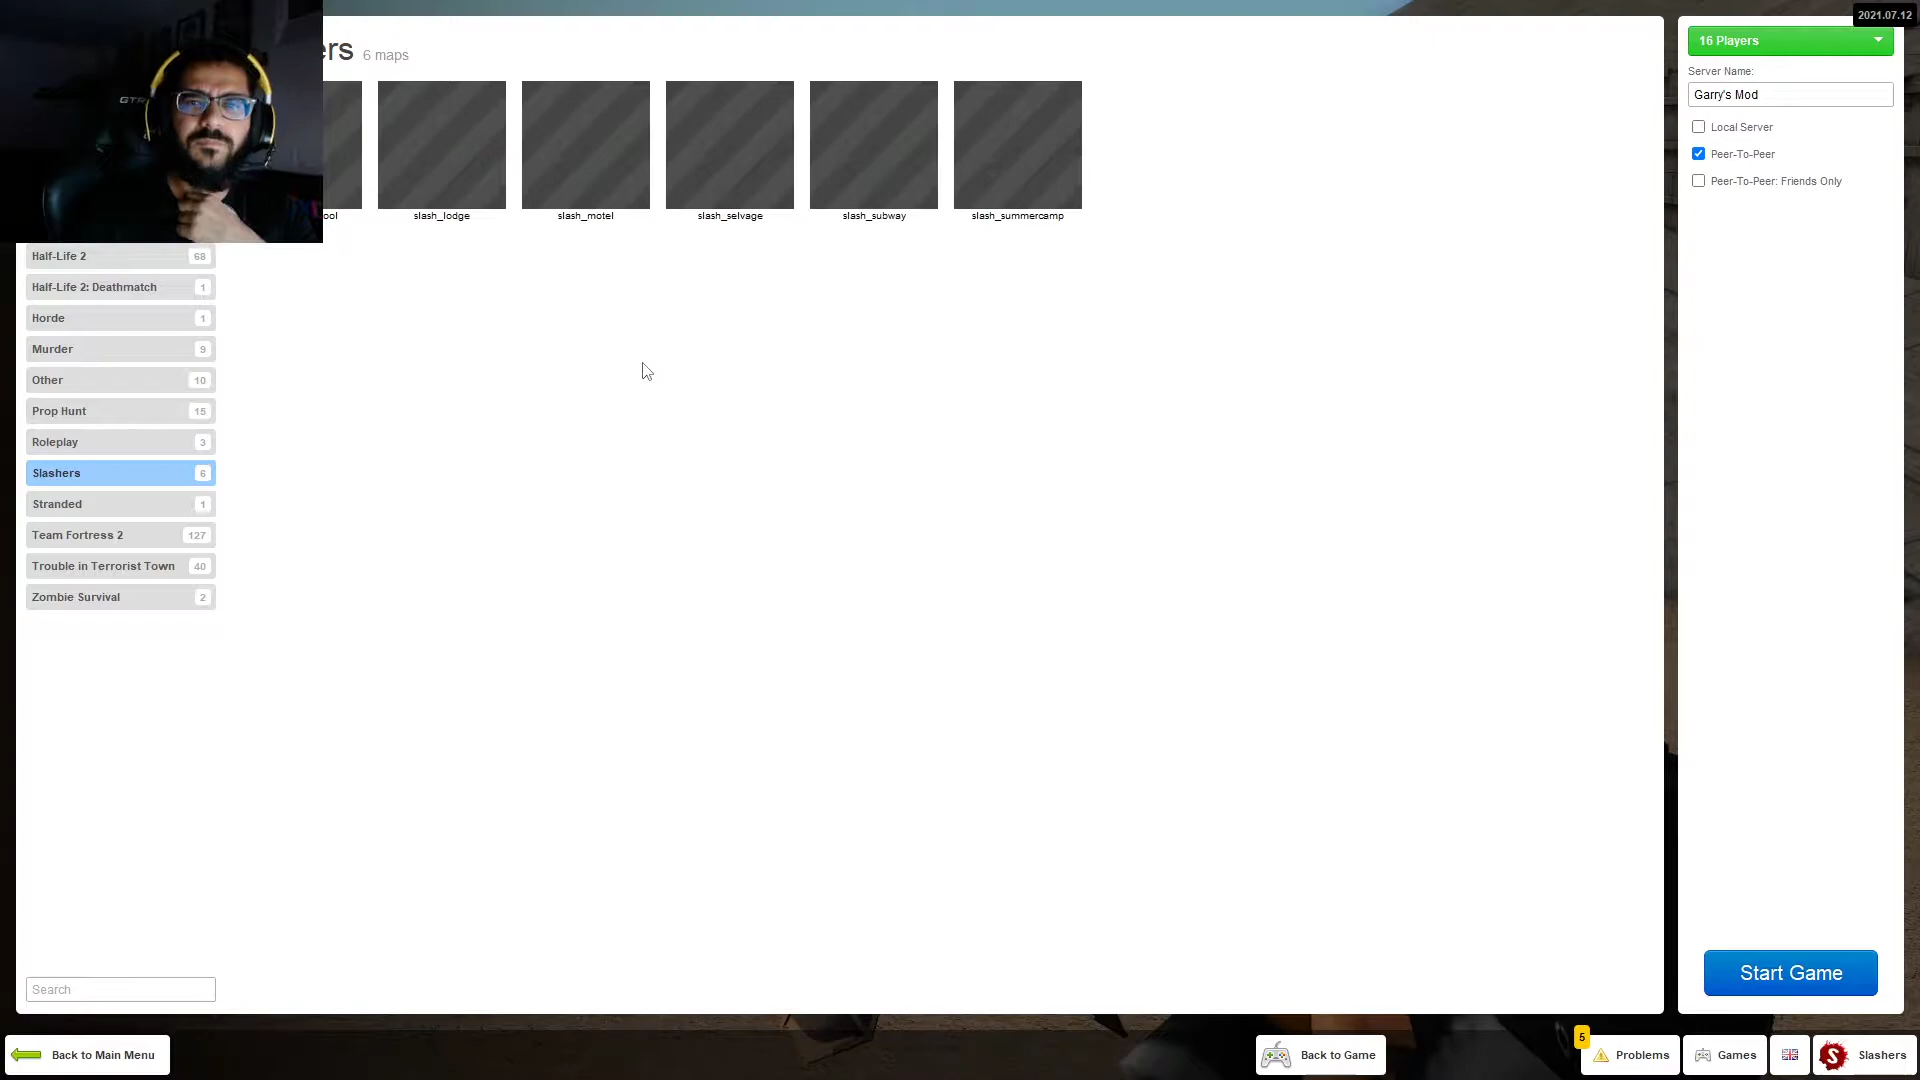 2021.07.12
ers 6 maps
16 Players
Server Name:
Garry's Mod
Local Server
Peer-To-Peer
Peer-To-Peer: Friends Only
GTR
ool
slash_lodge
slash_motel
slash_selvage
slash_subway
slash_summercamp
Half-Life 2 68
Half-Life 2: Deathmatch 1
Horde 1
Murder 9
Other 10
Prop Hunt 15
Roleplay 3
Slashers 6
Stranded 1
Team Fortress 2 127
Trouble in Terrorist Town 40
Zombie Survival 2
Search
Start Game
Back to Main Menu
Back to Game
5
Problems
Games
S Slashers